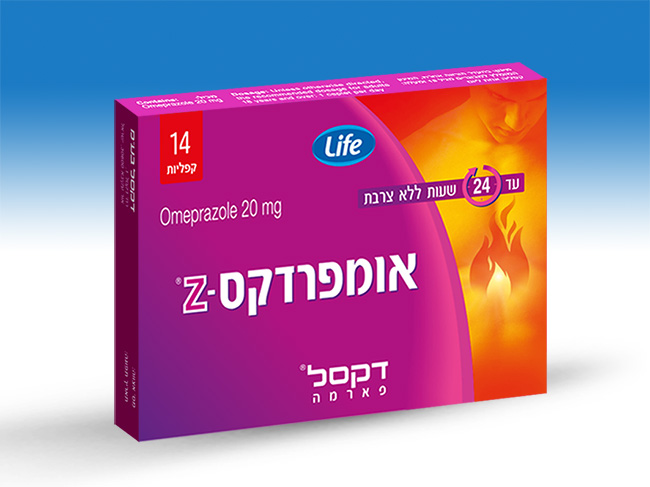 Contains:
Omeprazole 20 mg
Dosage: Unless otherwise directed,
the recommended dosage for adults
18 years and over: 1 caplet per day
14
קפליות
Life
עד 24 שעות ללא צרבת
Omeprazole 20 mg
אומפרדקס-Z®
דקסל®
פארמה